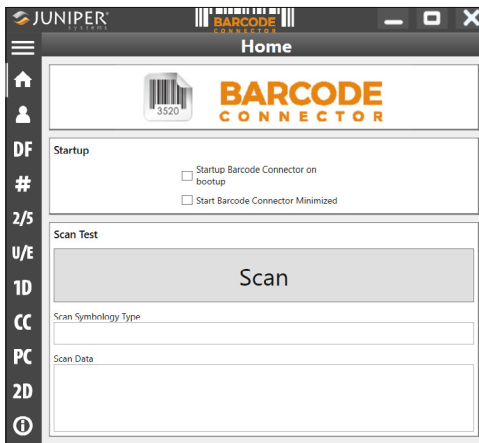 JUNIPER®
systems
BARCODE
CONNECTOR
Home
3520
BARCODE
CONNECTOR
DF
#
2/5
U/E
1D
CC
PC
2D
Startup
Startup Barcode Connector on
bootup
Start Barcode Connector Minimized
Scan Test
Scan
Scan Symbology Type
Scan Data